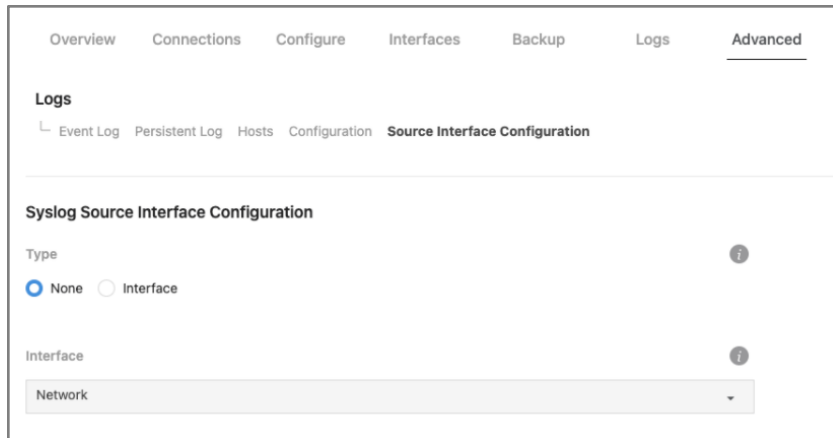 Overview Connections Configure Interfaces Backup Logs Advanced
Logs
Event Log Persistent Log Hosts Configuration Source Interface Configuration
Syslog Source Interface Configuration
Type i
None Interface
Interface i
Network